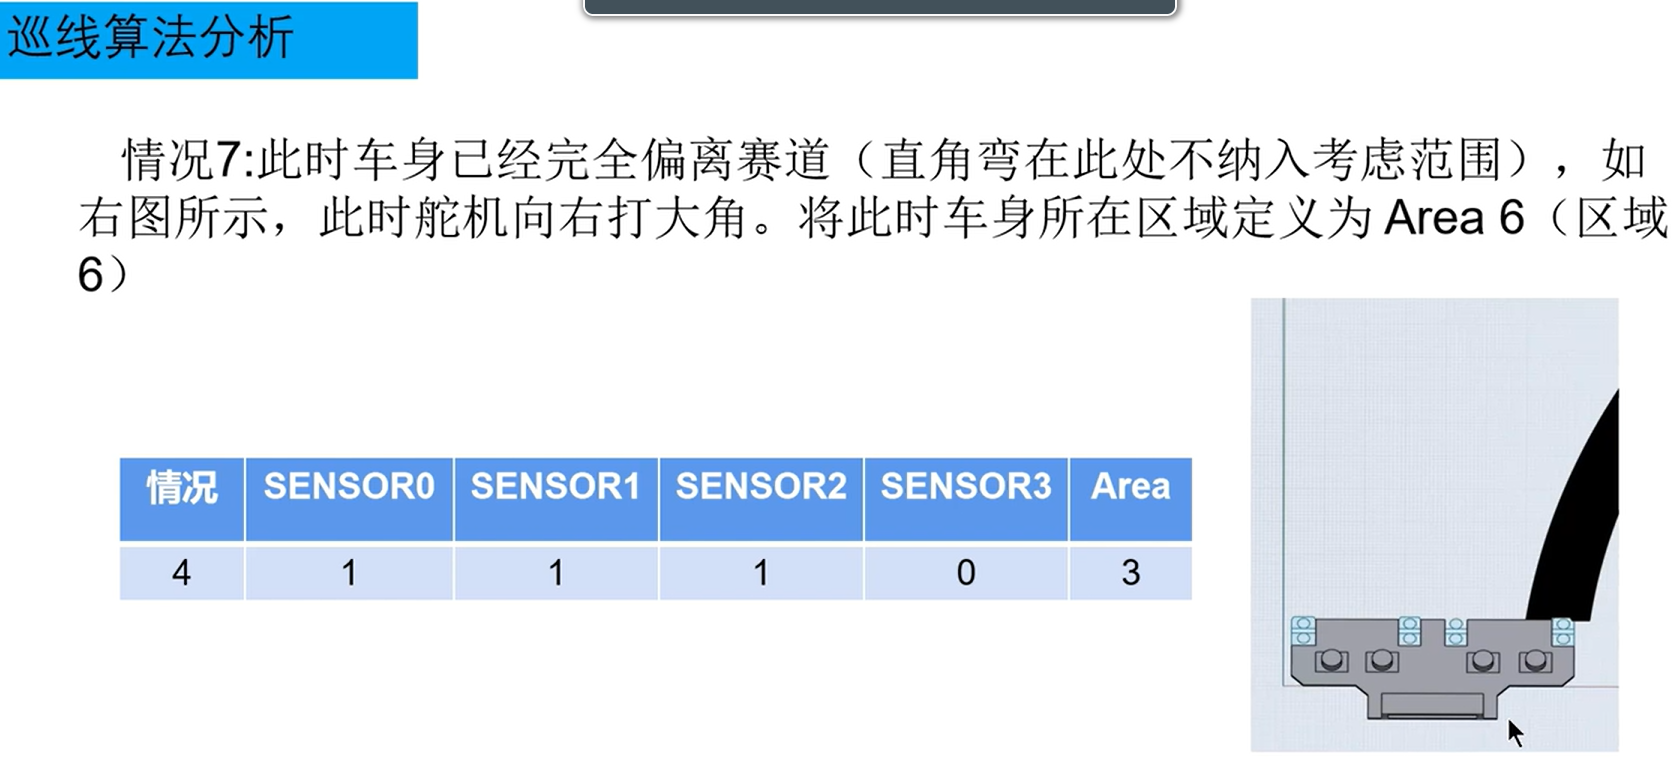 巡线算法分析
情况7:此时车身已经完全偏离赛道（直角弯在此处不纳入考虑范围），如
右图所示，此时舵机向右打大角。将此时车身所在区域定义为 Area 6（区域
6）
情况 SENSOR0 SENSOR1 SENSOR2 SENSOR3 Area
4 1 1 1 0 3